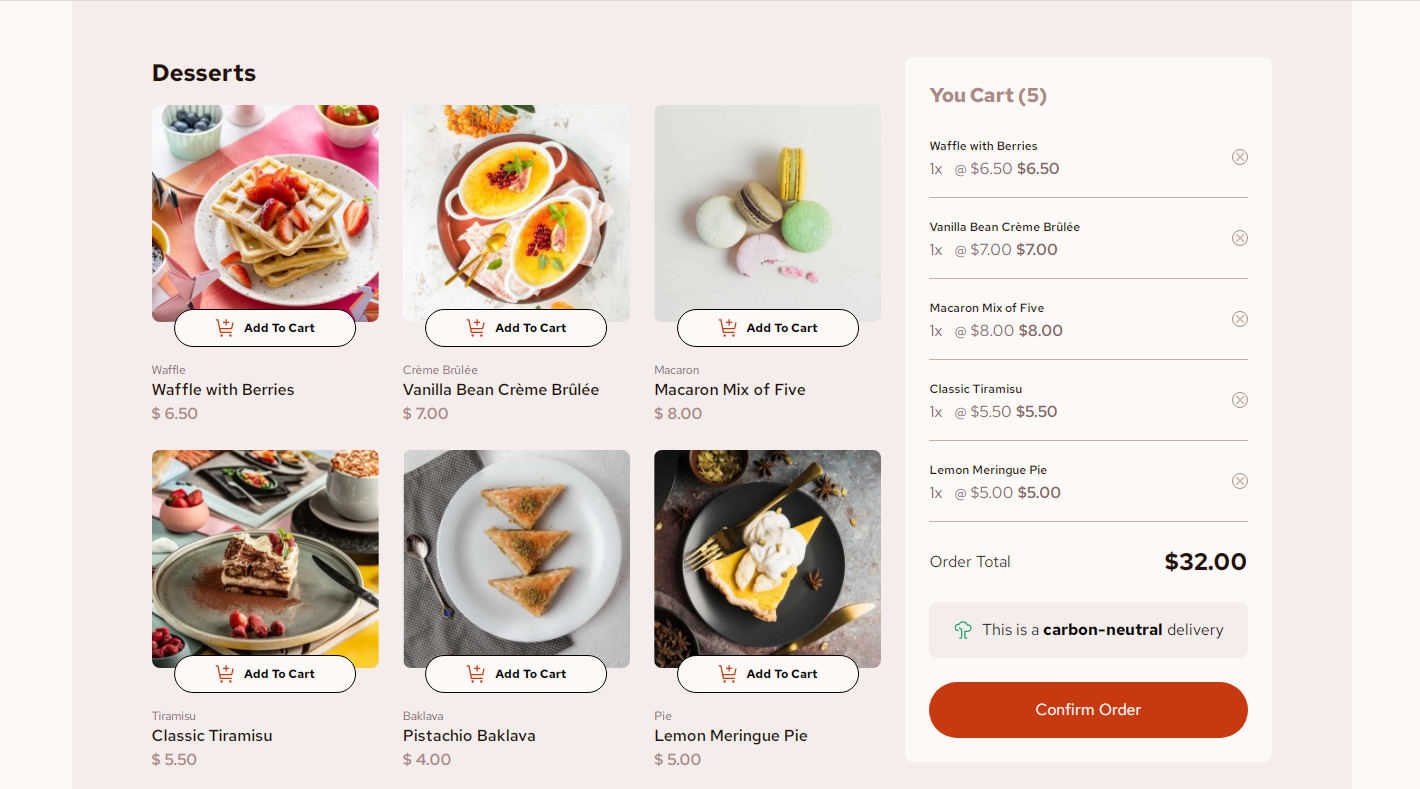 Desserts
Add To Cart
Waffle
Waffle with Berries
$ 6.50
Add To Cart
Crème Brûlée
Vanilla Bean Crème Brûlée
$ 7.00
Add To Cart
Macaron
Macaron Mix of Five
$ 8.00
Add To Cart
Tiramisu
Classic Tiramisu
$ 5.50
Add To Cart
Baklava
Pistachio Baklava
$ 4.00
Add To Cart
Pie
Lemon Meringue Pie
$ 5.00
You Cart (5)
Waffle with Berries
1x @ $6.50 $6.50
Vanilla Bean Crème Brûlée
1x @ $7.00 $7.00
Macaron Mix of Five
1x @ $8.00 $8.00
Classic Tiramisu
1x @ $5.50 $5.50
Lemon Meringue Pie
1x @ $5.00 $5.00
Order Total $32.00
This is a carbon-neutral delivery
Confirm Order